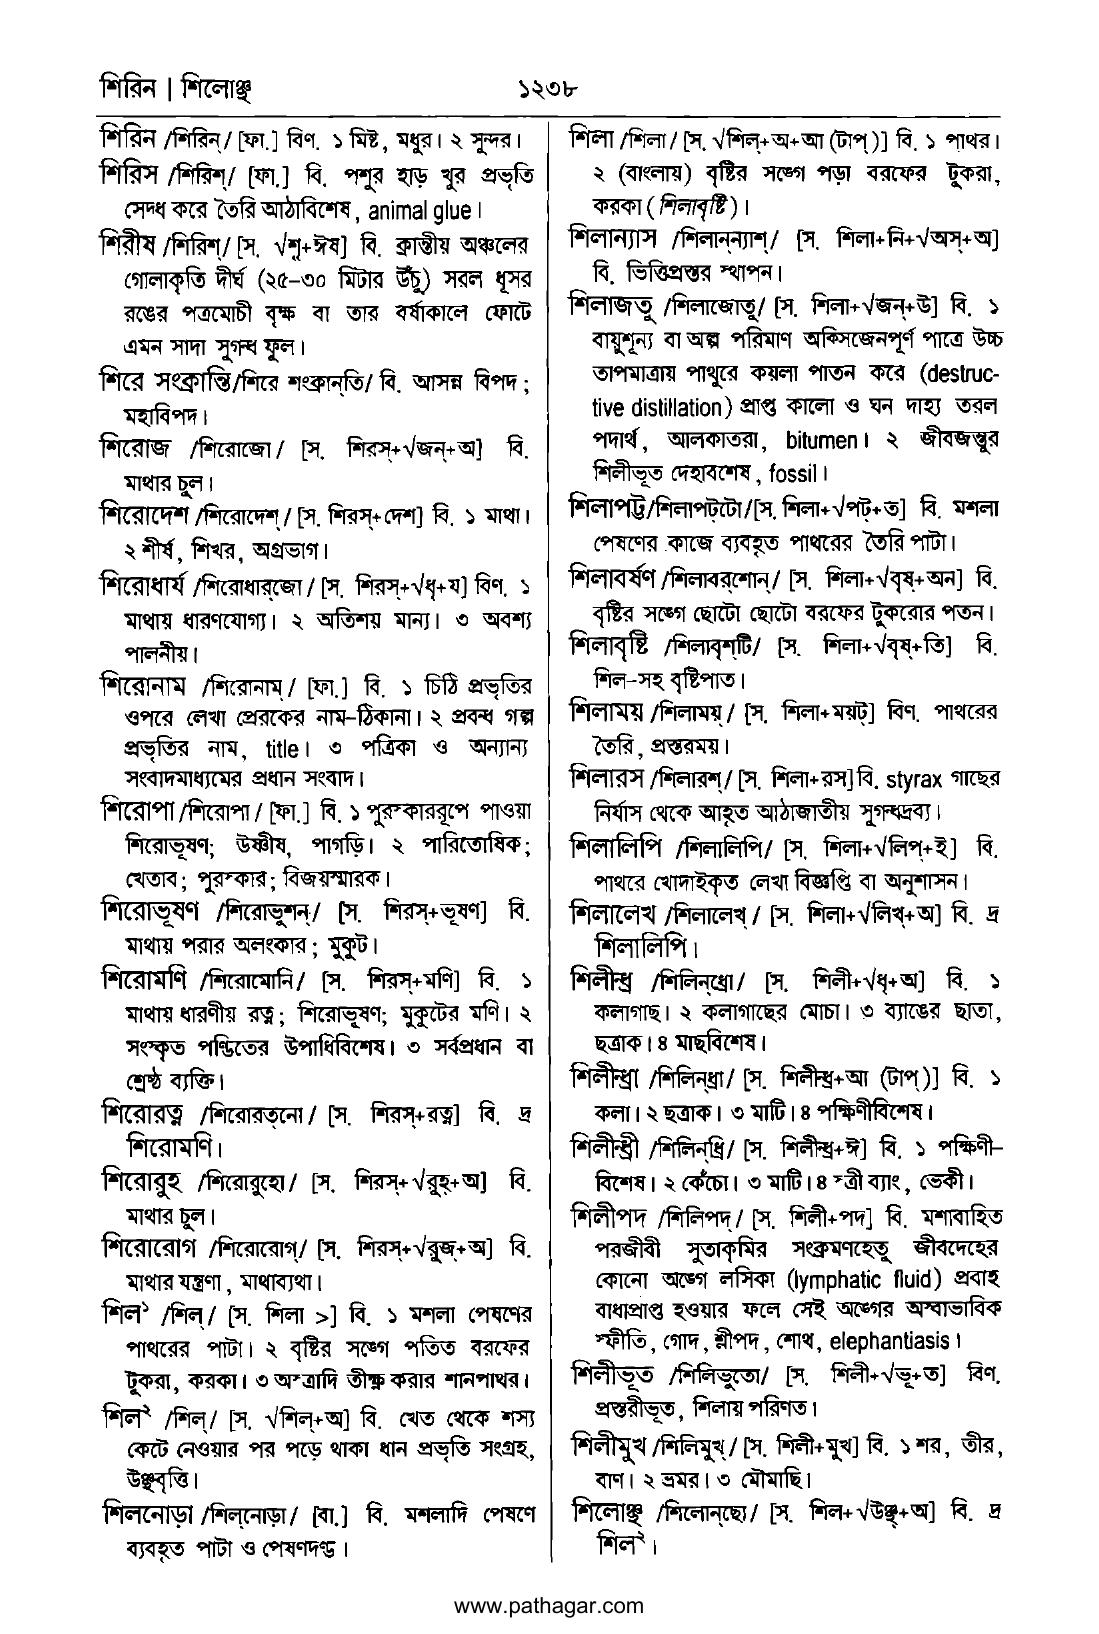 শিরিন | শিলোঞ্ছ
১২৩৮
শিরিন /শিরিন্/ [ফা.] বিণ. ১ মিষ্ট, মধুর। ২ সুন্দর।
শিরিস /শিরিশ্/ [ফা.] বি. পশুর হাড় খুর প্রভৃতি
সেদ্ধ করে তৈরি আঠাবিশেষ, animal glue।
শিরীষ /শিরিশ্/ [স. √শৃ+ঈষ] বি. ক্রান্তীয় অঞ্চলের
গোলাকৃতি দীর্ঘ (২৫–৩০ মিটার উঁচু) সরল ধূসর
রঙের পত্রমোচী বৃক্ষ বা তার বর্ষাকালে ফোটে
এমন সাদা সুগন্ধ ফুল।
শিরে সংক্রান্তি/শিরে শংক্রান্‌তি/ বি. আসন্ন বিপদ;
মহাবিপদ।
শিরোজ /শিরোজো/ [স. শিরস্+√জন্+অ] বি.
মাথার চুল।
শিরোদেশ /শিরোদেশ্/ [স. শিরস্+দেশ] বি. ১ মাথা।
২ শীর্ষ, শিখর, অগ্রভাগ।
শিরোধার্য /শিরোধার্‌জো/ [স. শিরস্+√ধৃ+য] বিণ. ১
মাথায় ধারণযোগ্য। ২ অতিশয় মান্য। ৩ অবশ্য
পালনীয়।
শিরোনাম /শিরোনাম্/ [ফা.] বি. ১ চিঠি প্রভৃতির
ওপরে লেখা প্রেরকের নাম-ঠিকানা। ২ প্রবন্ধ গল্প
প্রভৃতির নাম, title। ৩ পত্রিকা ও অন্যান্য
সংবাদমাধ্যমের প্রধান সংবাদ।
শিরোপা /শিরোপা/ [ফা.] বি. ১ পুরস্কাররূপে পাওয়া
শিরোভূষণ; উষ্ণীষ, পাগড়ি। ২ পারিতোষিক;
খেতাব; পুরস্কার; বিজয়স্মারক।
শিরোভূষণ /শিরোভুশন্/ [স. শিরস্+ভূষণ] বি.
মাথায় পরার অলংকার; মুকুট।
শিরোমণি /শিরোমোনি/ [স. শিরস্+মণি] বি. ১
মাথায় ধারণীয় রত্ন; শিরোভূষণ; মুকুটের মণি। ২
সংস্কৃত পণ্ডিতের উপাধিবিশেষ। ৩ সর্বপ্রধান বা
শ্রেষ্ঠ ব্যক্তি।
শিরোরত্ন /শিরোরত্‌নো/ [স. শিরস্+রত্ন] বি. দ্র
শিরোমণি।
শিরোরুহ /শিরোরুহো/ [স. শিরস্+√রুহ্+অ] বি.
মাথার চুল।
শিরোরোগ /শিরোরোগ্/ [স. শিরস্+√রুজ্+অ] বি.
মাথার যন্ত্রণা, মাথাব্যথা।
শিল১ /শিল্/ [স. শিলা >] বি. ১ মশলা পেষণের
পাথরের পাটা। ২ বৃষ্টির সঙ্গে পতিত বরফের
টুকরা, করকা। ৩ অস্ত্রাদি তীক্ষ্ণ করার শানপাথর।
শিল২ /শিল্/ [স. √শিল্+অ] বি. খেত থেকে শস্য
কেটে নেওয়ার পর পড়ে থাকা ধান প্রভৃতি সংগ্রহ,
উঞ্ছবৃত্তি।
শিলনোড়া /শিল্‌নোড়া/ [বা.] বি. মশলাদি পেষণে
ব্যবহৃত পাটা ও পেষণদণ্ড।
শিলা /শিলা/ [স. √শিল্+অ+আ (টাপ্)] বি. ১ পাথর।
২ (বাংলায়) বৃষ্টির সঙ্গে পড়া বরফের টুকরা,
করকা (শিলাবৃষ্টি)।
শিলান্যাস /শিলানন্যাশ্/ [স. শিলা+নি+√অস্+অ]
বি. ভিত্তিপ্রস্তর স্থাপন।
শিলাজতু /শিলাজোতু/ [স. শিলা+√জন্+উ] বি. ১
বায়ুশূন্য বা অল্প পরিমাণ অকিসজেনপূর্ণ পাত্রে উচ্চ
তাপমাত্রায় পাথুরে কয়লা পাতন করে (destruc-
tive distillation) প্রাপ্ত কালো ও ঘন দাহ্য তরল
পদার্থ, আলকাতরা, bitumen। ২ জীবজন্তুর
শিলীভূত দেহাবশেষ, fossil।
শিলাপট্ট/শিলাপট্‌টো/[স. শিলা+√পট্+ত] বি. মশলা
পেষণের কাজে ব্যবহৃত পাথরের তৈরি পাটা।
শিলাবর্ষণ /শিলাবর্‌শোন্/ [স. শিলা+√বৃষ্+অন] বি.
বৃষ্টির সঙ্গে ছোটো ছোটো বরফের টুকরোর পতন।
শিলাবৃষ্টি /শিলাবৃশ্‌টি/ [স. শিলা+√বৃষ্+তি] বি.
শিল-সহ বৃষ্টিপাত।
শিলাময় /শিলাময়্/ [স. শিলা+ময়ট্] বিণ. পাথরের
তৈরি, প্রস্তরময়।
শিলারস /শিলারশ্/ [স. শিলা+রস] বি. styrax গাছের
নির্যাস থেকে আহৃত আঠাজাতীয় সুগন্ধদ্রব্য।
শিলালিপি /শিলালিপি/ [স. শিলা+√লিপ্+ই] বি.
পাথরে খোদাইকৃত লেখা বিজ্ঞপ্তি বা অনুশাসন।
শিলালেখ /শিলালেখ্/ [স. শিলা+√লিখ্+অ] বি. দ্র
শিলালিপি।
শিলীন্ধ্র /শিলিন্‌ধ্রো/ [স. শিলী+√ধৃ+অ] বি. ১
কলাগাছ। ২ কলাগাছের মোচা। ৩ ব্যাঙের ছাতা,
ছত্রাক। ৪ মাছবিশেষ।
শিলীন্ধ্রা /শিলিন্‌ধ্রা/ [স. শিলীন্ধ্র+আ (টাপ্)] বি. ১
কলা। ২ ছত্রাক। ৩ মাটি। ৪ পক্ষিণীবিশেষ।
শিলীন্ধ্রী /শিলিন্‌ধ্রি/ [স. শিলীন্ধ্র+ঈ] বি. ১ পক্ষিণী-
বিশেষ। ২ কেঁচো। ৩ মাটি। ৪ স্ত্রী ব্যাং, ভেকী।
শিলীপদ /শিলিপদ্/ [স. শিলী+পদ] বি. মশাবাহিত
পরজীবী সুতাকৃমির সংক্রমণহেতু জীবদেহের
কোনো অঙ্গে লসিকা (lymphatic fluid) প্রবাহ
বাধাপ্রাপ্ত হওয়ার ফলে সেই অঙ্গের অস্বাভাবিক
স্ফীতি, গোদ, শ্লীপদ, শোথ, elephantiasis।
শিলীভূত /শিলিভুতো/ [স. শিলী+√ভূ+ত] বিণ.
প্রস্তরীভূত, শিলায় পরিণত।
শিলীমুখ /শিলিমুখ্/ [স. শিলী+মুখ] বি. ১ শর, তীর,
বাণ। ২ ভ্রমর। ৩ মৌমাছি।
শিলোঞ্ছ /শিলোন্‌ছো/ [স. শিল+√উঞ্ছ্+অ] বি. দ্র
শিল২।
www.pathagar.com